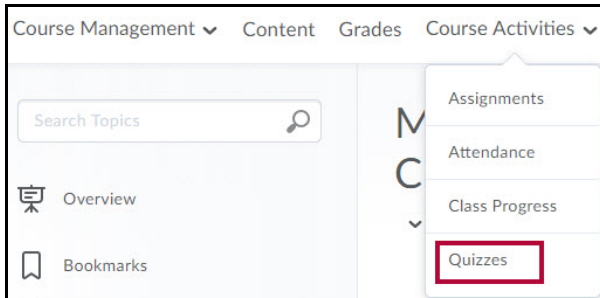 Course Management Content Grades Course Activities
Search Topics
Overview
Bookmarks
M
C
Assignments
Attendance
Class Progress
Quizzes